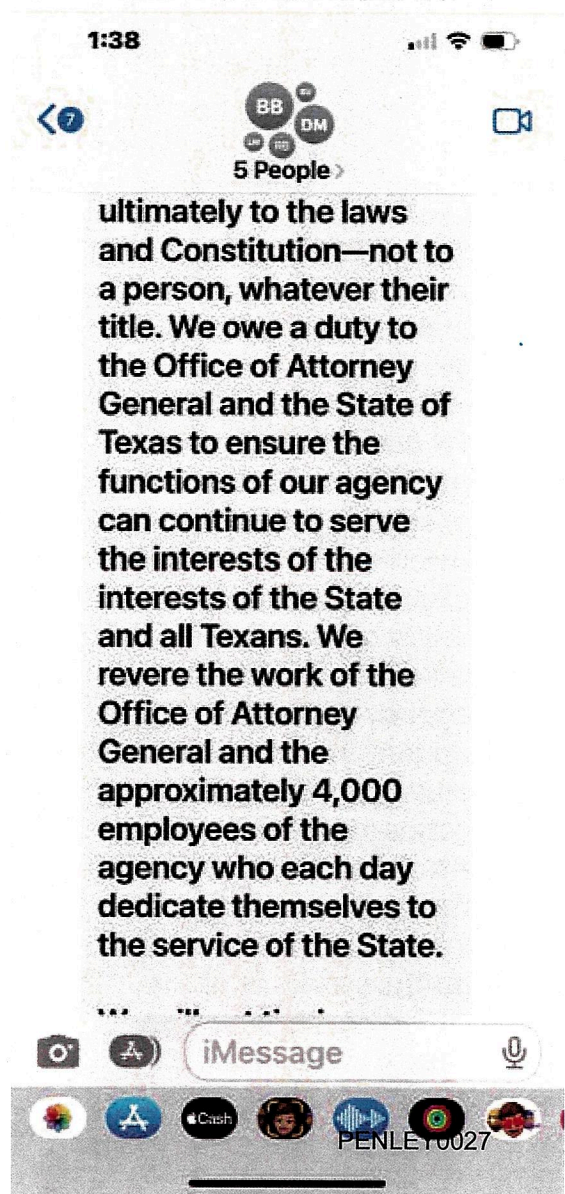 1:38
7
BB
DM
5 People
ultimately to the laws
and Constitution—not to
a person, whatever their
title. We owe a duty to
the Office of Attorney
General and the State of
Texas to ensure the
functions of our agency
can continue to serve
the interests of the
interests of the State
and all Texans. We
revere the work of the
Office of Attorney
General and the
approximately 4,000
employees of the
agency who each day
dedicate themselves to
the service of the State.
iMessage
Cash
PENLEY0027